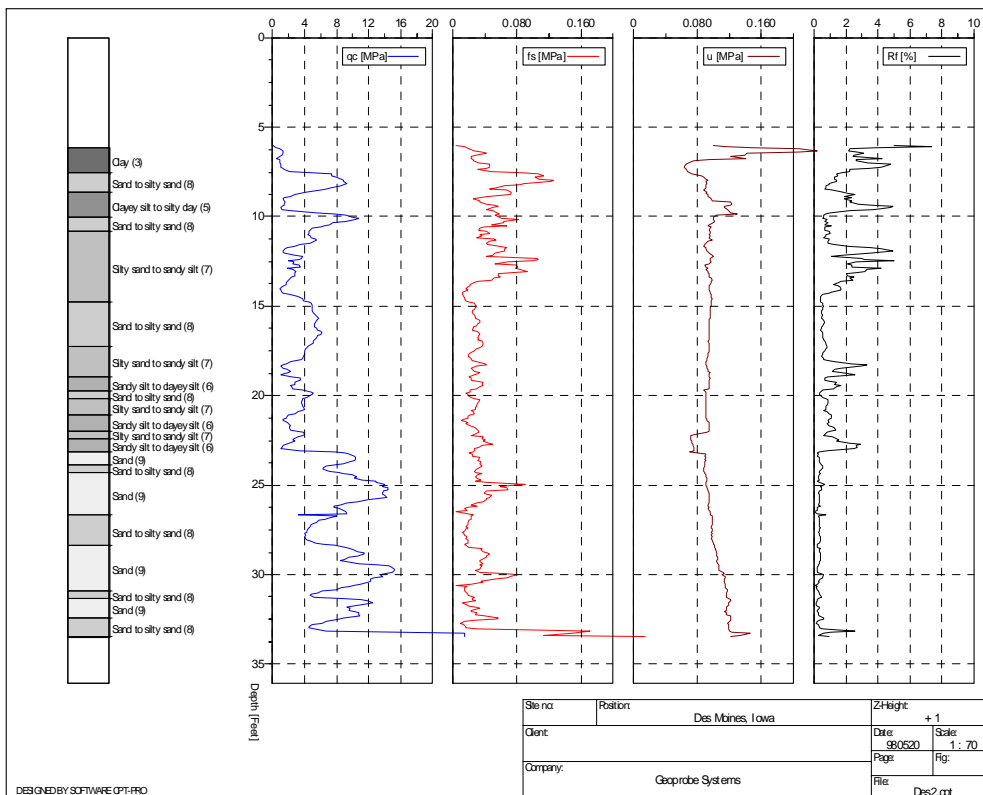 0 4 8 12 16 20 0 0.080 0.160 0.080 0.160 0 2 4 6 8 10
0
qc [MPa] fs [MPa] u [MPa] Rf [%]
5
Clay (3)
Sand to silty sand (8)
Clayey silt to silty clay (5)
10
Sand to silty sand (8)
Silty sand to sandy silt (7)
15
Sand to silty sand (8)
Silty sand to sandy silt (7)
Sandy silt to clayey silt (6)
20
Sand to silty sand (8)
Silty sand to sandy silt (7)
Sandy silt to clayey silt (6)
Silty sand to sandy silt (7)
Sandy silt to clayey silt (6)
Sand (9)
Sand to silty sand (8)
25
Sand (9)
Sand to silty sand (8)
Sand (9)
30
Sand to silty sand (8)
Sand (9)
Sand to silty sand (8)
35
Depth [Feet]
Site no: Position: Z-Height:
Des Moines, Iowa + 1
Client: Date: Scale:
980520 1 : 70
Page: Fig:
Company:
Geoprobe Systems
File:
Des2.cpt
DESIGNED BY SOFTWARE CPT-PRO